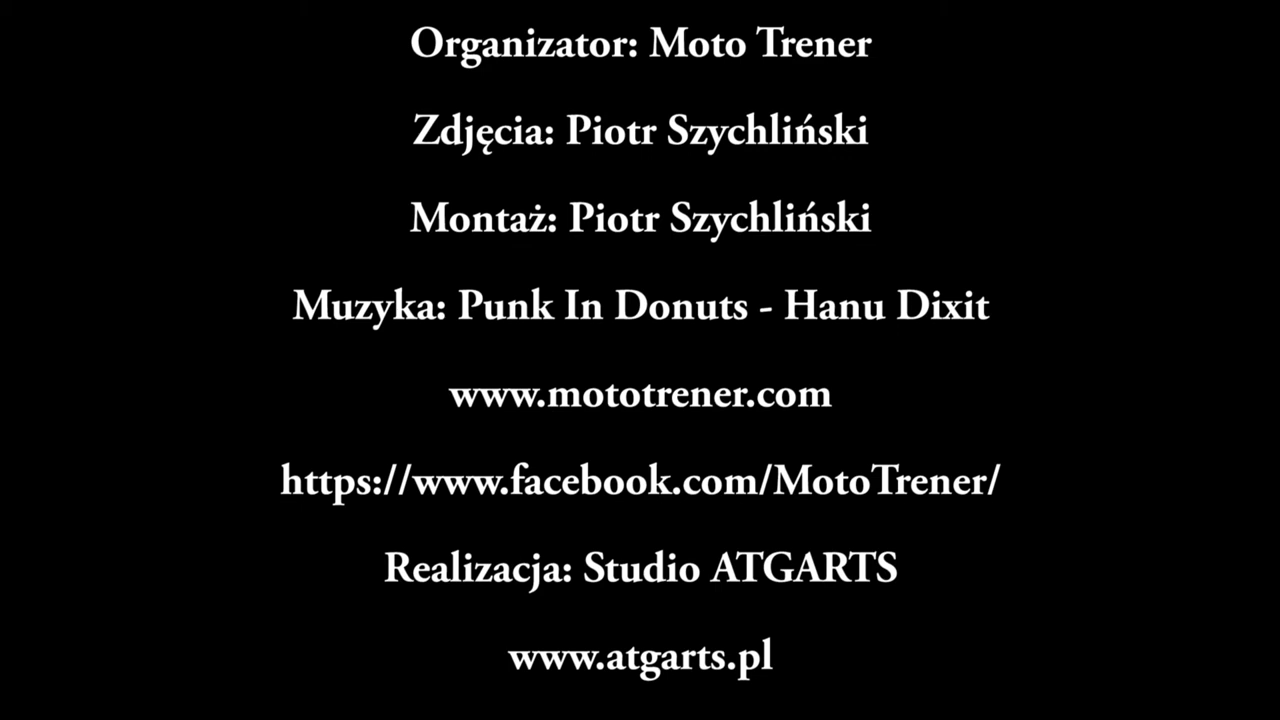 Organizator: Moto Trener
Zdjęcia: Piotr Szychliński
Montaż: Piotr Szychliński
Muzyka: Punk In Donuts - Hanu Dixit
www.mototrener.com
https://www.facebook.com/MotoTrener/
Realizacja: Studio ATGARTS
www.atgarts.pl